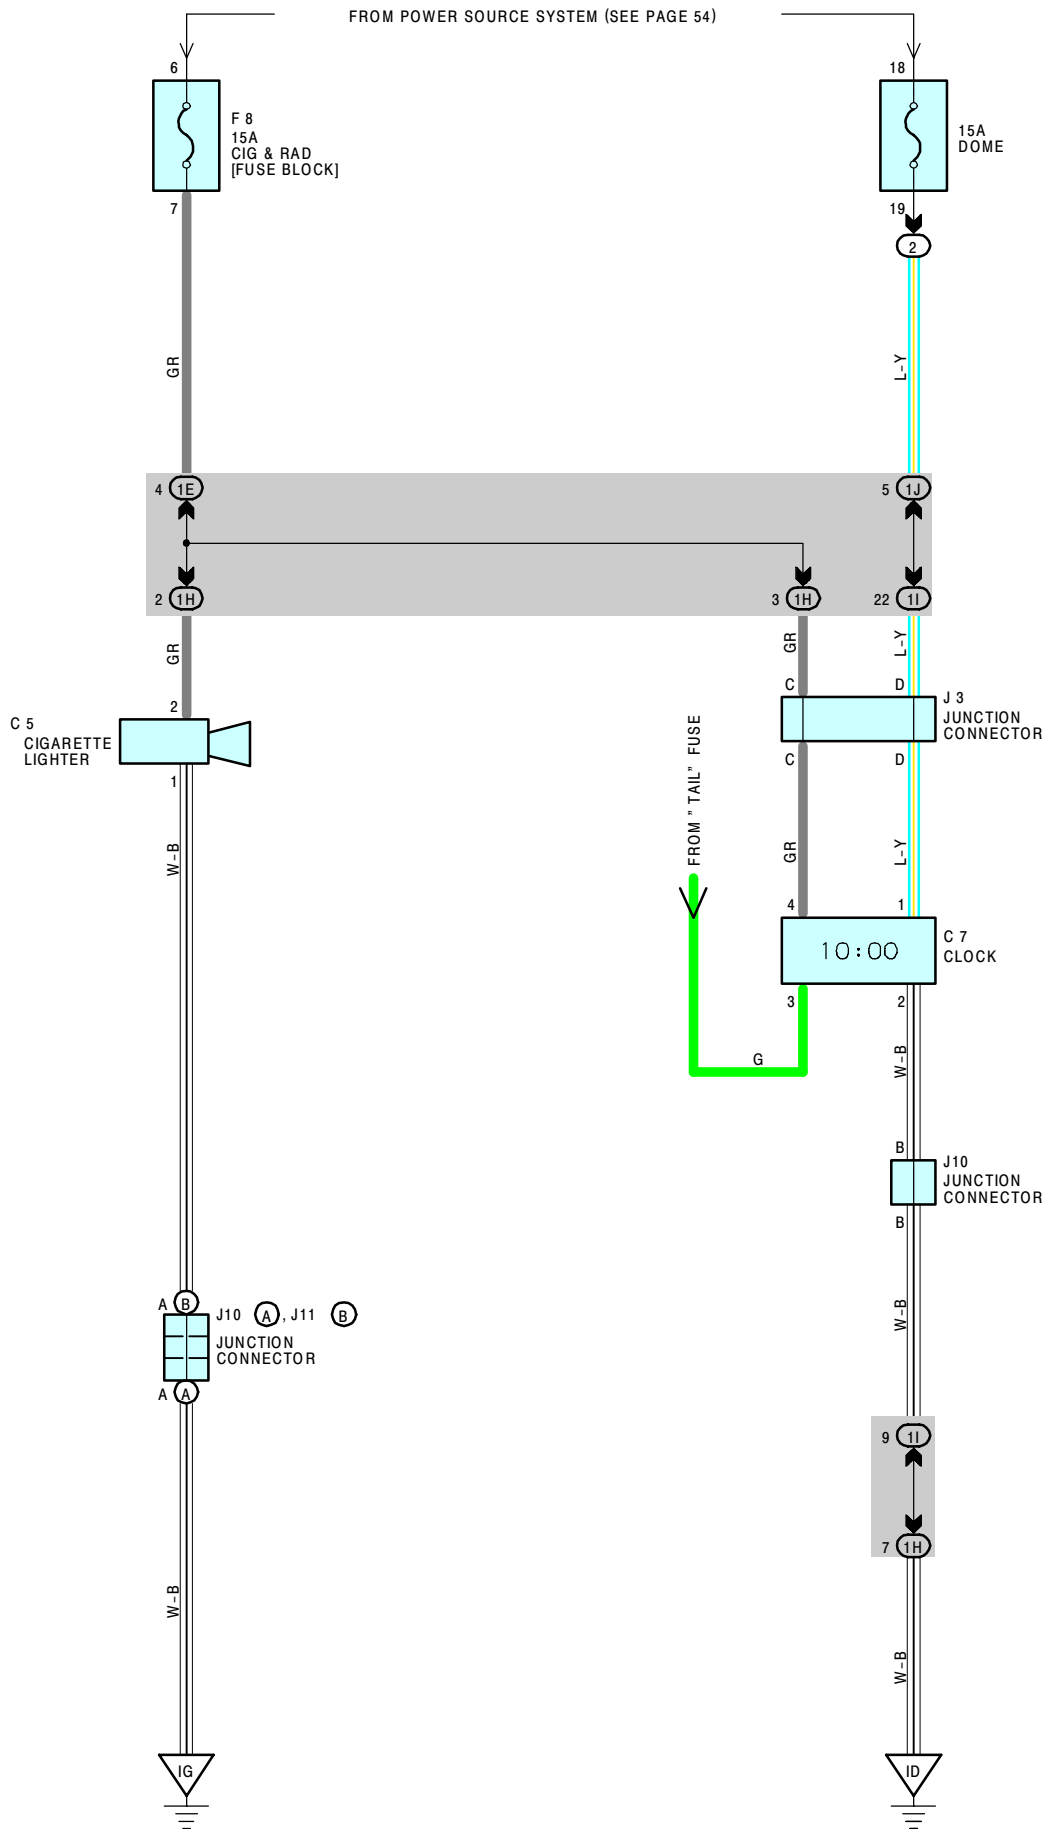 FROM POWER SOURCE SYSTEM (SEE PAGE 54)
6
18
F 8
15A
CIG & RAD
[FUSE BLOCK]
15A
DOME
7
19
2
GR
L-Y
4 1E
5 1J
2 1H
3 1H
22 1I
GR
GR
L-Y
2
C
D
C 5
CIGARETTE
LIGHTER
J 3
JUNCTION
CONNECTOR
1
C
D
FROM " TAIL" FUSE
W-B
GR
L-Y
4
1
10:00
C 7
CLOCK
3
2
G
W-B
B
J10
JUNCTION
CONNECTOR
B
A B
J10 A , J11 B
JUNCTION
CONNECTOR
A A
W-B
9 1I
7 1H
W-B
W-B
IG
ID